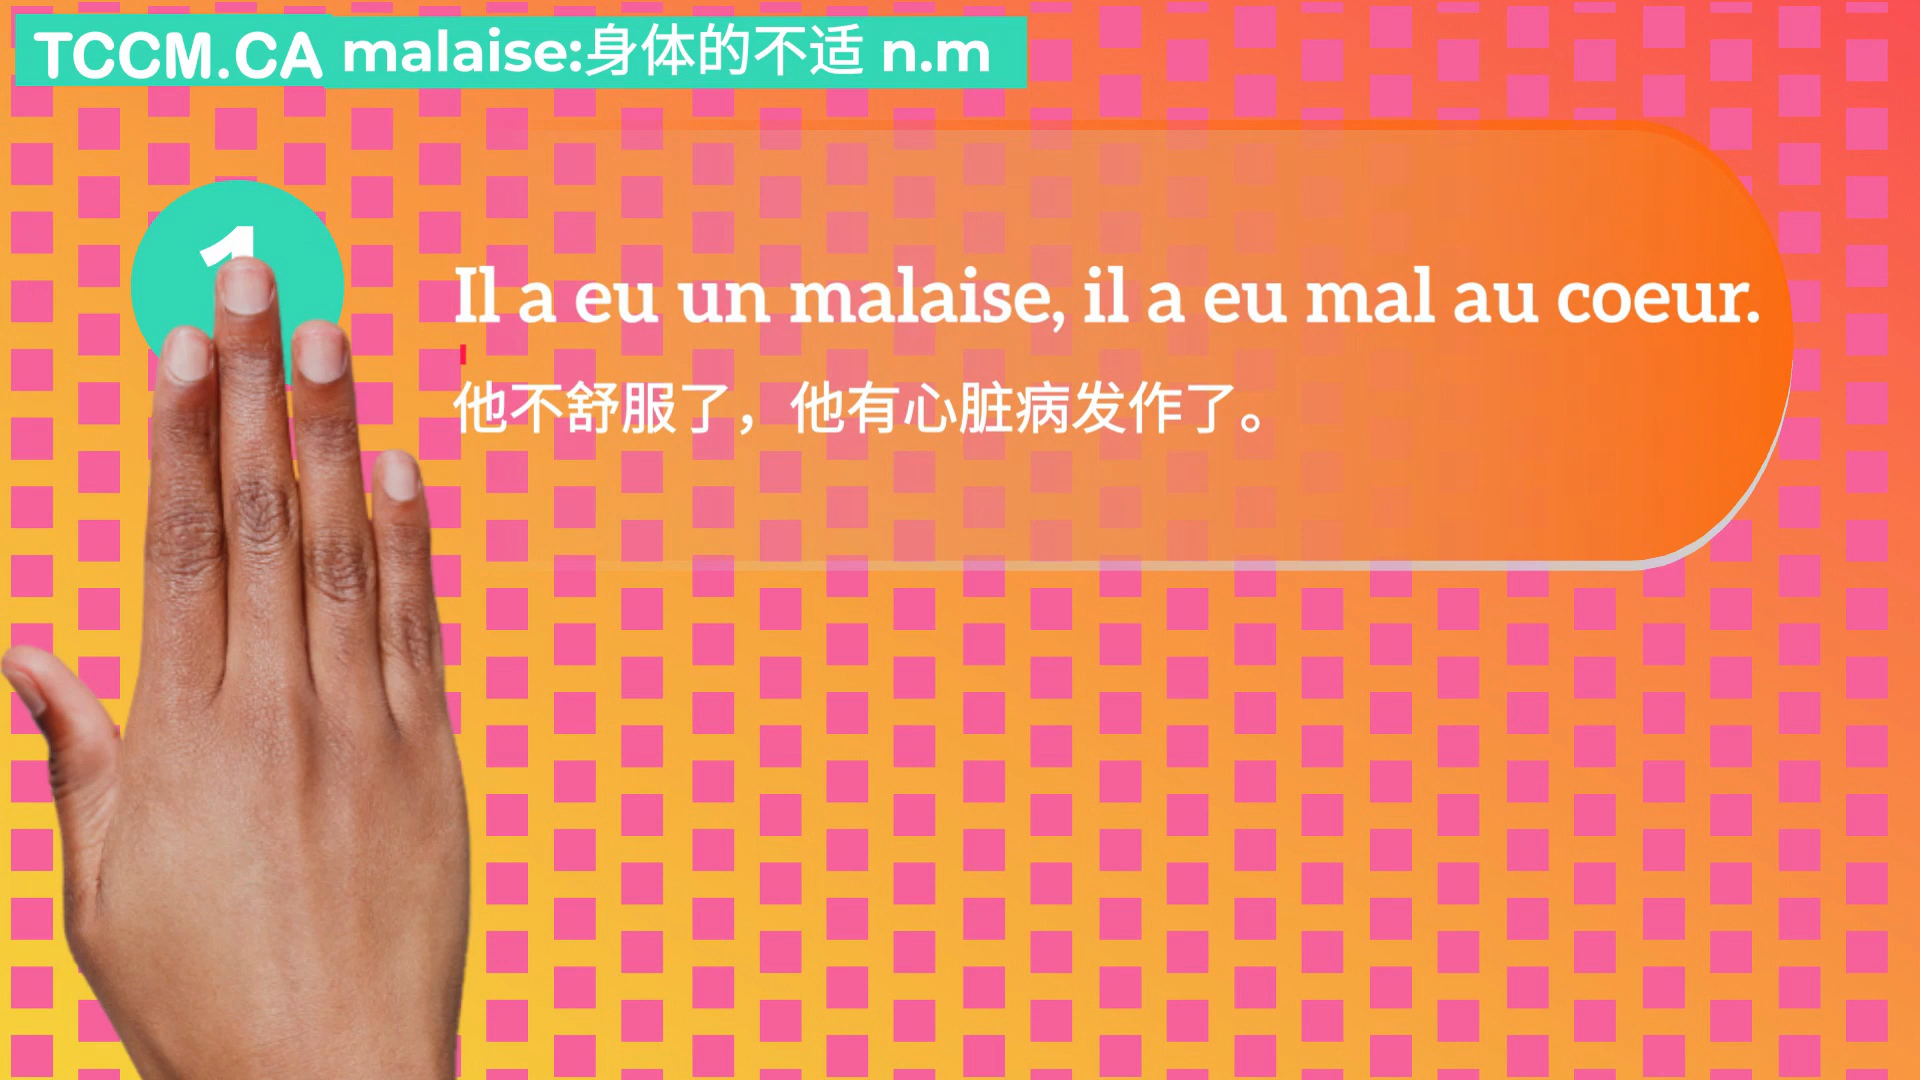 TCCM.CA malaise:身体的不适 n.m
1
Il a eu un malaise, il a eu mal au coeur.
他不舒服了，他有心脏病发作了。